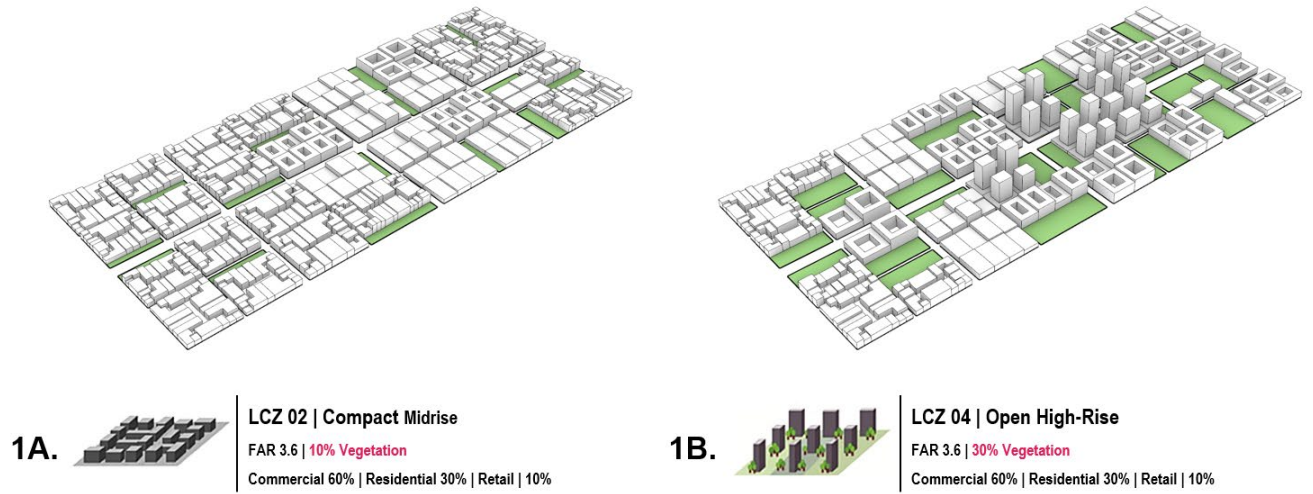 1A.
LCZ 02 | Compact Midrise
FAR 3.6 | 10% Vegetation
Commercial 60% | Residential 30% | Retail | 10%
1B.
LCZ 04 | Open High-Rise
FAR 3.6 | 30% Vegetation
Commercial 60% | Residential 30% | Retail | 10%